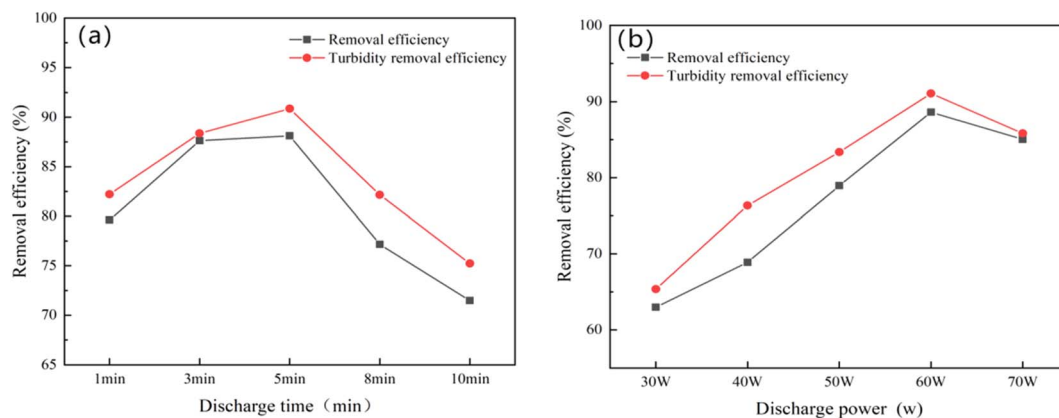 (a)
Removal efficiency
Turbidity removal efficiency
Removal efficiency (%)
100
95
90
85
80
75
70
65
1min
3min
5min
8min
10min
Discharge time（min）
(b)
Removal efficiency
Turbidity removal efficiency
Removal efficiency (%)
100
90
80
70
60
30W
40W
50W
60W
70W
Discharge power (w)